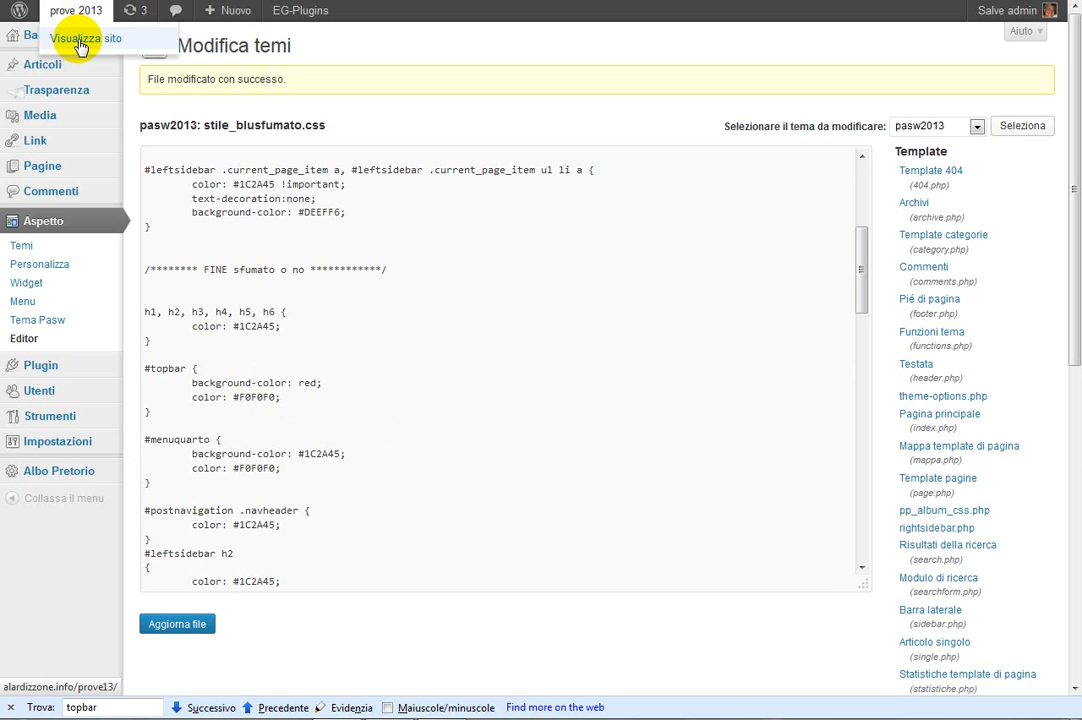 prove 2013
3
Nuovo
EG-Plugins
Salve admin
Visualizza sito
Ba
Modifica temi
Aiuto
Articoli
File modificato con successo.
Trasparenza
Media
pasw2013: stile_blusfumato.css
Selezionare il tema da modificare:
pasw2013
Seleziona
Link
Pagine
Commenti
Aspetto
Temi
Personalizza
Widget
Menu
Tema Pasw
Editor
Plugin
Utenti
Strumenti
Impostazioni
Albo Pretorio
Collassa il menu
#leftsidebar .current_page_item a, #leftsidebar .current_page_item ul li a {
color: #1C2A45 !important;
text-decoration:none;
background-color: #DEEFF6;
}
/******** FINE sfumato o no ************/
h1, h2, h3, h4, h5, h6 {
color: #1C2A45;
}
#topbar {
background-color: red;
color: #F0F0F0;
}
#menuquarto {
background-color: #1C2A45;
color: #F0F0F0;
}
#postnavigation .navheader {
color: #1C2A45;
}
#leftsidebar h2
{
color: #1C2A45;
Aggiorna file
Template
Template 404
(404.php)
Archivi
(archive.php)
Template categorie
(category.php)
Commenti
(comments.php)
Pié di pagina
(footer.php)
Funzioni tema
(functions.php)
Testata
(header.php)
theme-options.php
Pagina principale
(index.php)
Mappa template di pagina
(mappa.php)
Template pagine
(page.php)
pp_album_css.php
rightsidebar.php
Risultati della ricerca
(search.php)
Modulo di ricerca
(searchform.php)
Barra laterale
(sidebar.php)
Articolo singolo
(single.php)
Statistiche template di pagina
(statistiche.php)
alardizzone.info/prove13/
Trova:
topbar
Successivo
Precedente
Evidenzia
Maiuscole/minuscole
Find more on the web